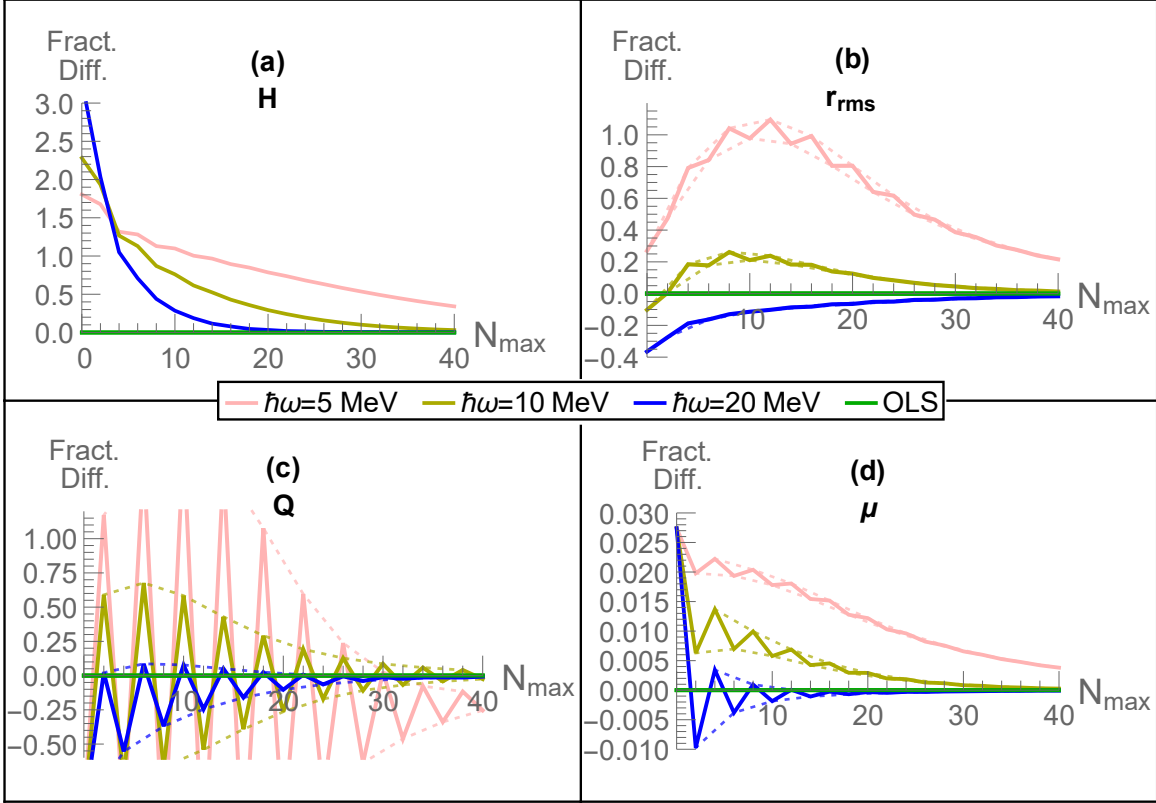 Fract.
Diff.
(a)
H
3.0
2.5
2.0
1.5
1.0
0.5
0.0
0 10 20 30 40
N_max
Fract.
Diff.
(b)
r_rms
1.0
0.8
0.6
0.4
0.2
0.0
−0.2
−0.4
10 20 30 40
N_max
ℏω=5 MeV ℏω=10 MeV ℏω=20 MeV OLS
Fract.
Diff.
(c)
Q
1.00
0.75
0.50
0.25
0.00
−0.25
−0.50
10 20 30 40
N_max
Fract.
Diff.
(d)
μ
0.030
0.025
0.020
0.015
0.010
0.005
0.000
−0.005
−0.010
10 20 30 40
N_max